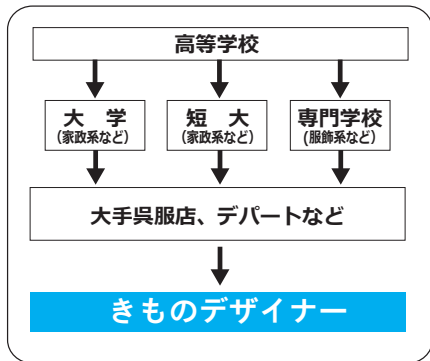 高等学校
大　学
(家政系など)
短　大
(家政系など)
専門学校
(服飾系など)
大手呉服店、デパートなど
きものデザイナー